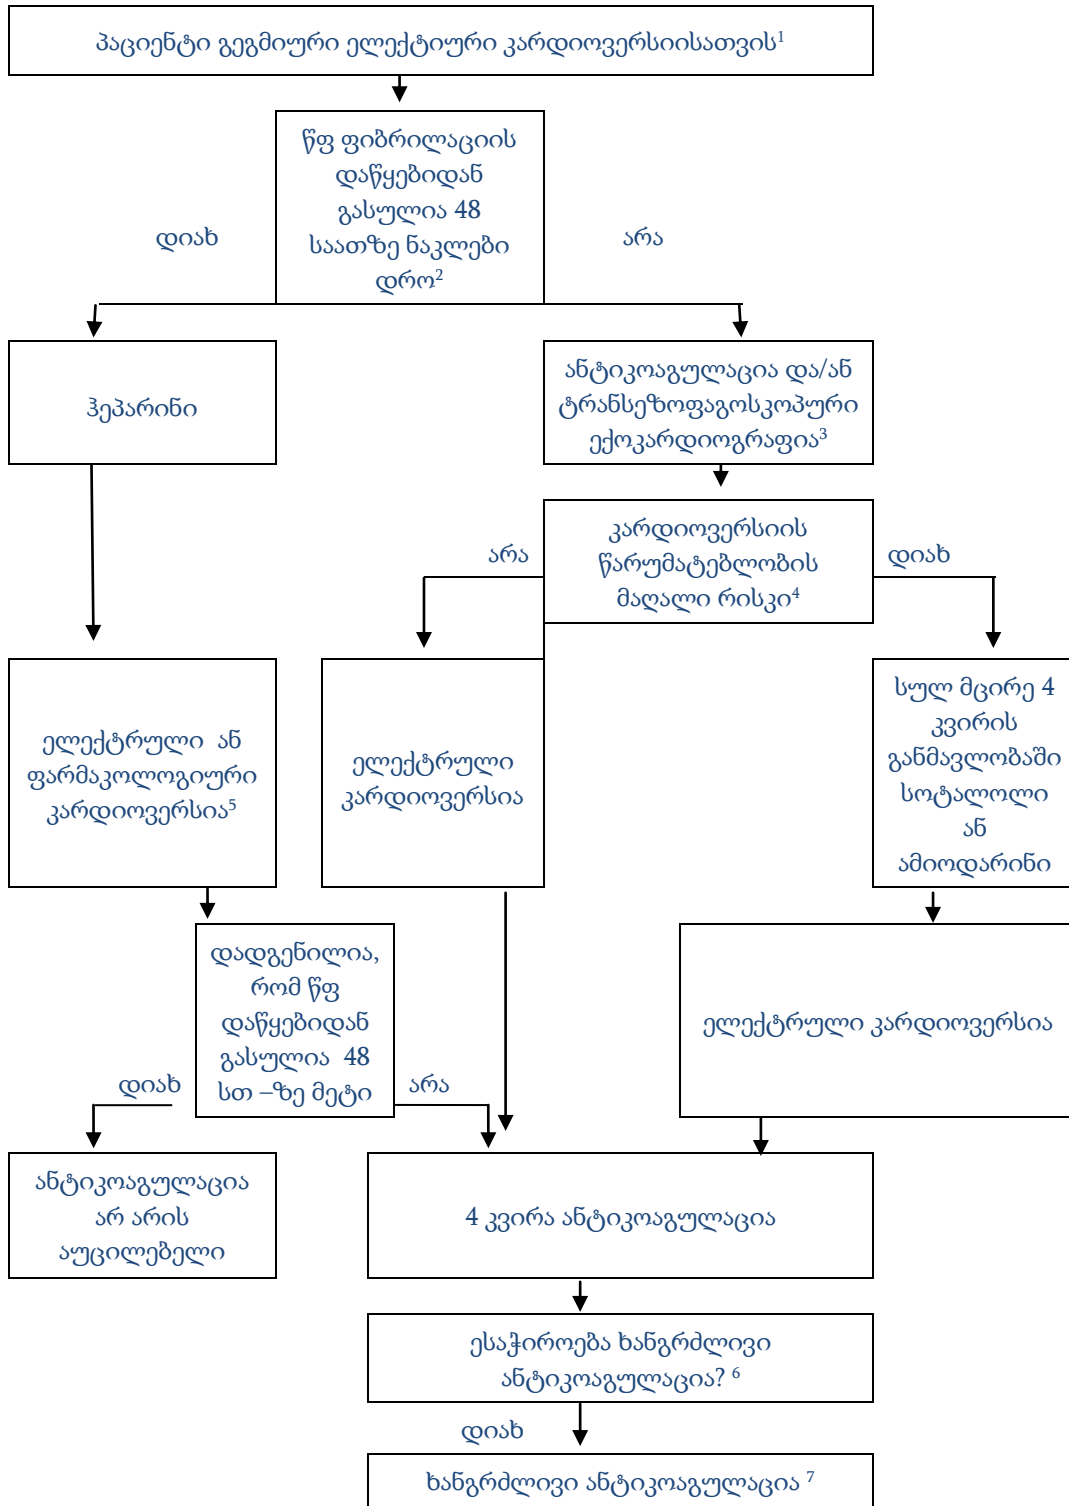 პაციენტი გეგმიური ელექტიური კარდიოვერსიისათვის¹
წფ ფიბრილაციის
დაწყებიდან
გასულია 48
საათზე ნაკლები
დრო²
დიახ
არა
ჰეპარინი
ანტიკოაგულაცია და/ან
ტრანსეზოფაგოსკოპური
ექოკარდიოგრაფია³
კარდიოვერსიის
წარუმატებლობის
მაღალი რისკი⁴
არა
დიახ
ელექტრული ან
ფარმაკოლოგიური
კარდიოვერსია⁵
ელექტრული
კარდიოვერსია
სულ მცირე 4
კვირის
განმავლობაში
სოტალოლი
ან
ამიოდარინი
დადგენილია,
რომ წფ
დაწყებიდან
გასულია 48
სთ –ზე მეტი
დიახ
არა
ელექტრული კარდიოვერსია
ანტიკოაგულაცია
არ არის
აუცილებელი
4 კვირა ანტიკოაგულაცია
ესაჭიროება ხანგრძლივი
ანტიკოაგულაცია? ⁶
დიახ
ხანგრძლივი ანტიკოაგულაცია ⁷